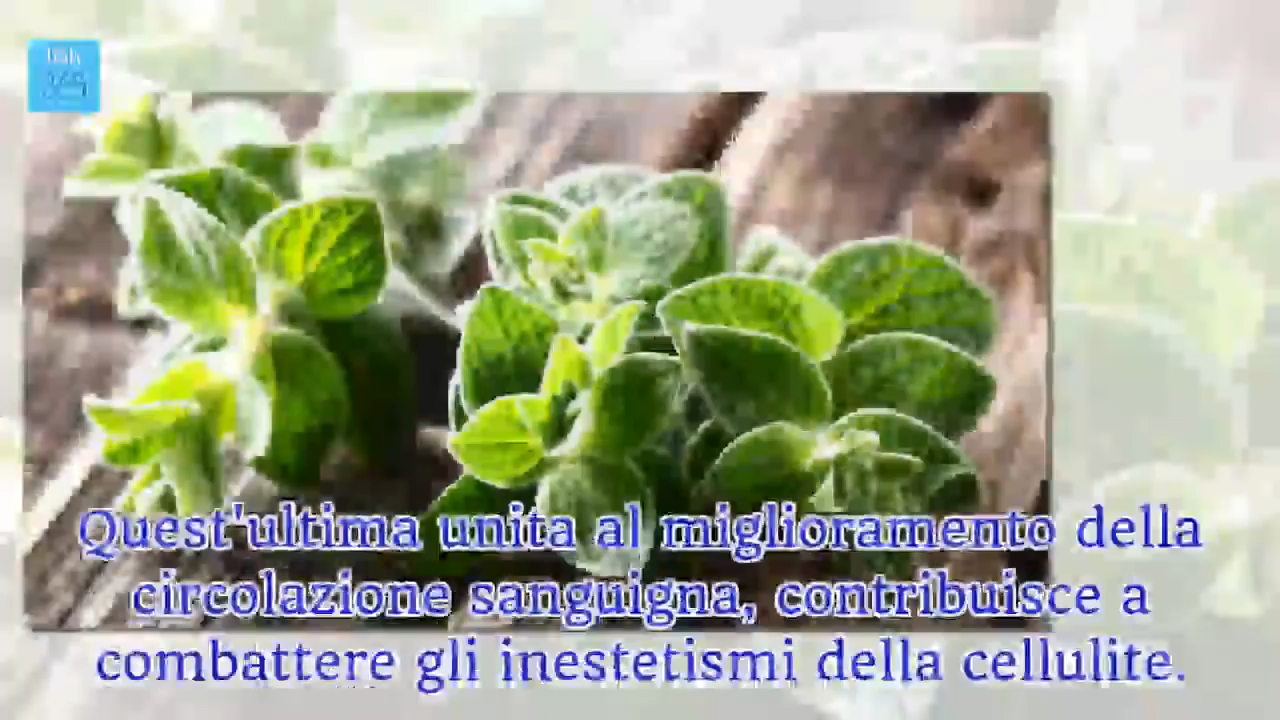 Quest'ultima unita al miglioramento della
circolazione sanguigna, contribuisce a
combattere gli inestetismi della cellulite.